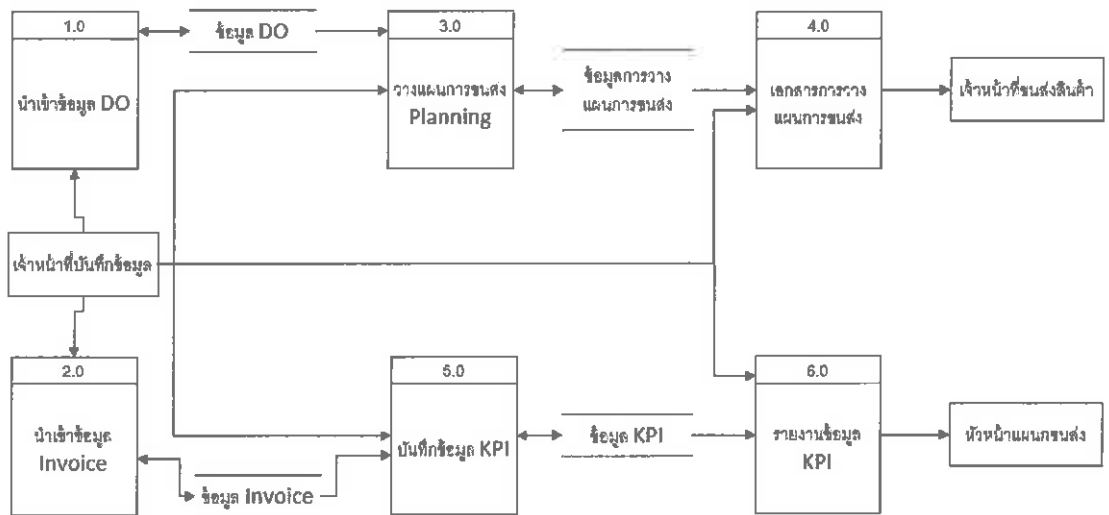 1.0
นำเข้าข้อมูล DO
ข้อมูล DO
3.0
วางแผนการขนส่ง
Planning
ข้อมูลการวาง
แผนการขนส่ง
4.0
เอกสารการวาง
แผนการขนส่ง
เจ้าหน้าที่ขนส่งสินค้า
เจ้าหน้าที่บันทึกข้อมูล
2.0
นำเข้าข้อมูล
Invoice
ข้อมูล Invoice
5.0
บันทึกข้อมูล KPI
ข้อมูล KPI
6.0
รายงานข้อมูล
KPI
หัวหน้าแผนกขนส่ง